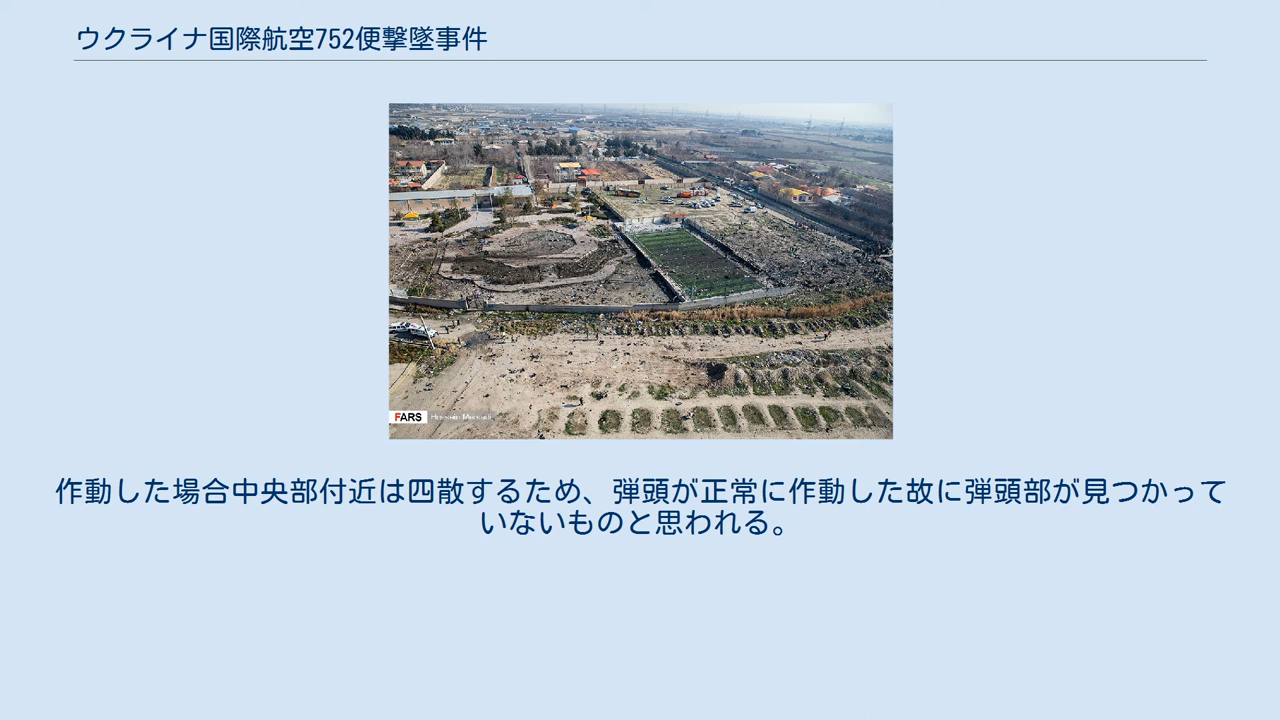 ウクライナ国際航空752便撃墜事件
FARS
作動した場合中央部付近は四散するため、弾頭が正常に作動した故に弾頭部が見つかって
いないものと思われる。